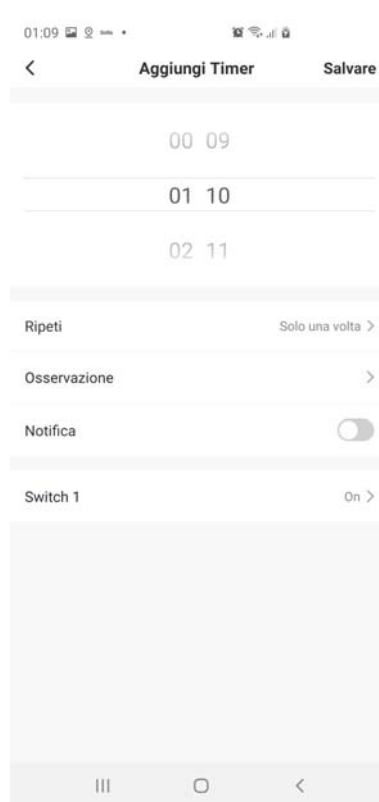 01:09
Aggiungi Timer Salvare
00 09
01 10
02 11
Ripeti Solo una volta
Osservazione
Notifica
Switch 1 On